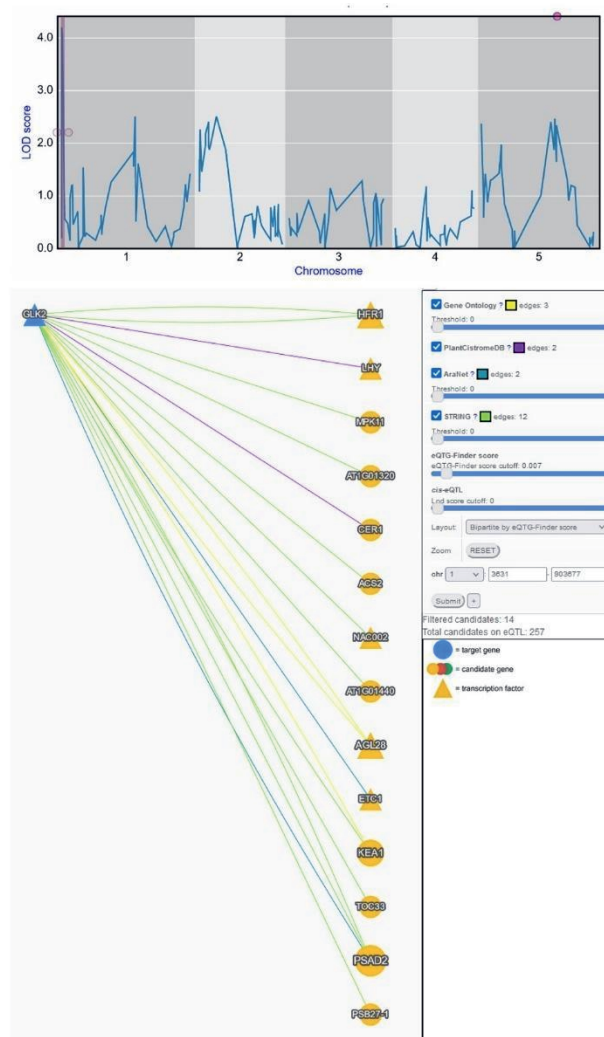 4.0
3.0
2.0
1.0
0.0
LOD score
1
2
3
4
5
Chromosome
GLK2
HFR1
LHY
MPK11
AT1G01320
CER1
ACS2
NAC002
AT1G01440
AGL28
ETC1
KEA1
TOC33
PSAD2
PSB27-1
Gene Ontology ? edges: 3
Threshold: 0
PlantCistromeDB ? edges: 2
AraNet ? edges: 2
Threshold: 0
STRING ? edges: 12
Threshold: 0
eQTG-Finder score
eQTG-Finder score cutoff: 0.007
cis-eQTL
Lod score cutoff: 0
Layout: Bipartite by eQTG-Finder score
Zoom RESET
chr 1 : 3631 - 903677
Submit +
Filtered candidates: 14
Total candidates on eQTL: 257
= target gene
= candidate gene
= transcription factor